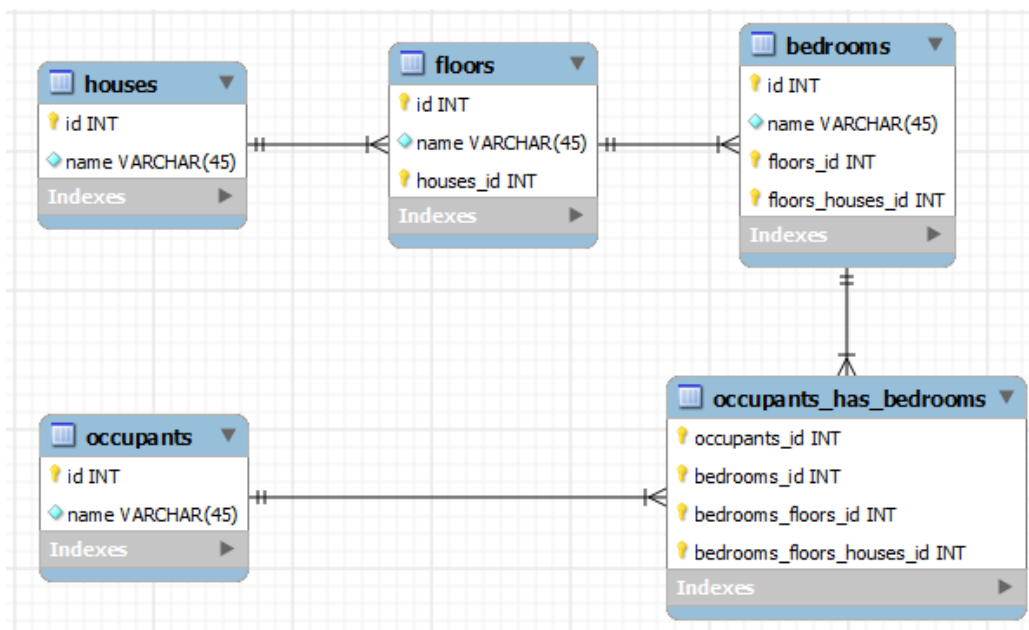 houses
id INT
name VARCHAR(45)
Indexes
floors
id INT
name VARCHAR(45)
houses_id INT
Indexes
bedrooms
id INT
name VARCHAR(45)
floors_id INT
floors_houses_id INT
Indexes
occupants
id INT
name VARCHAR(45)
Indexes
occupants_has_bedrooms
occupants_id INT
bedrooms_id INT
bedrooms_floors_id INT
bedrooms_floors_houses_id INT
Indexes